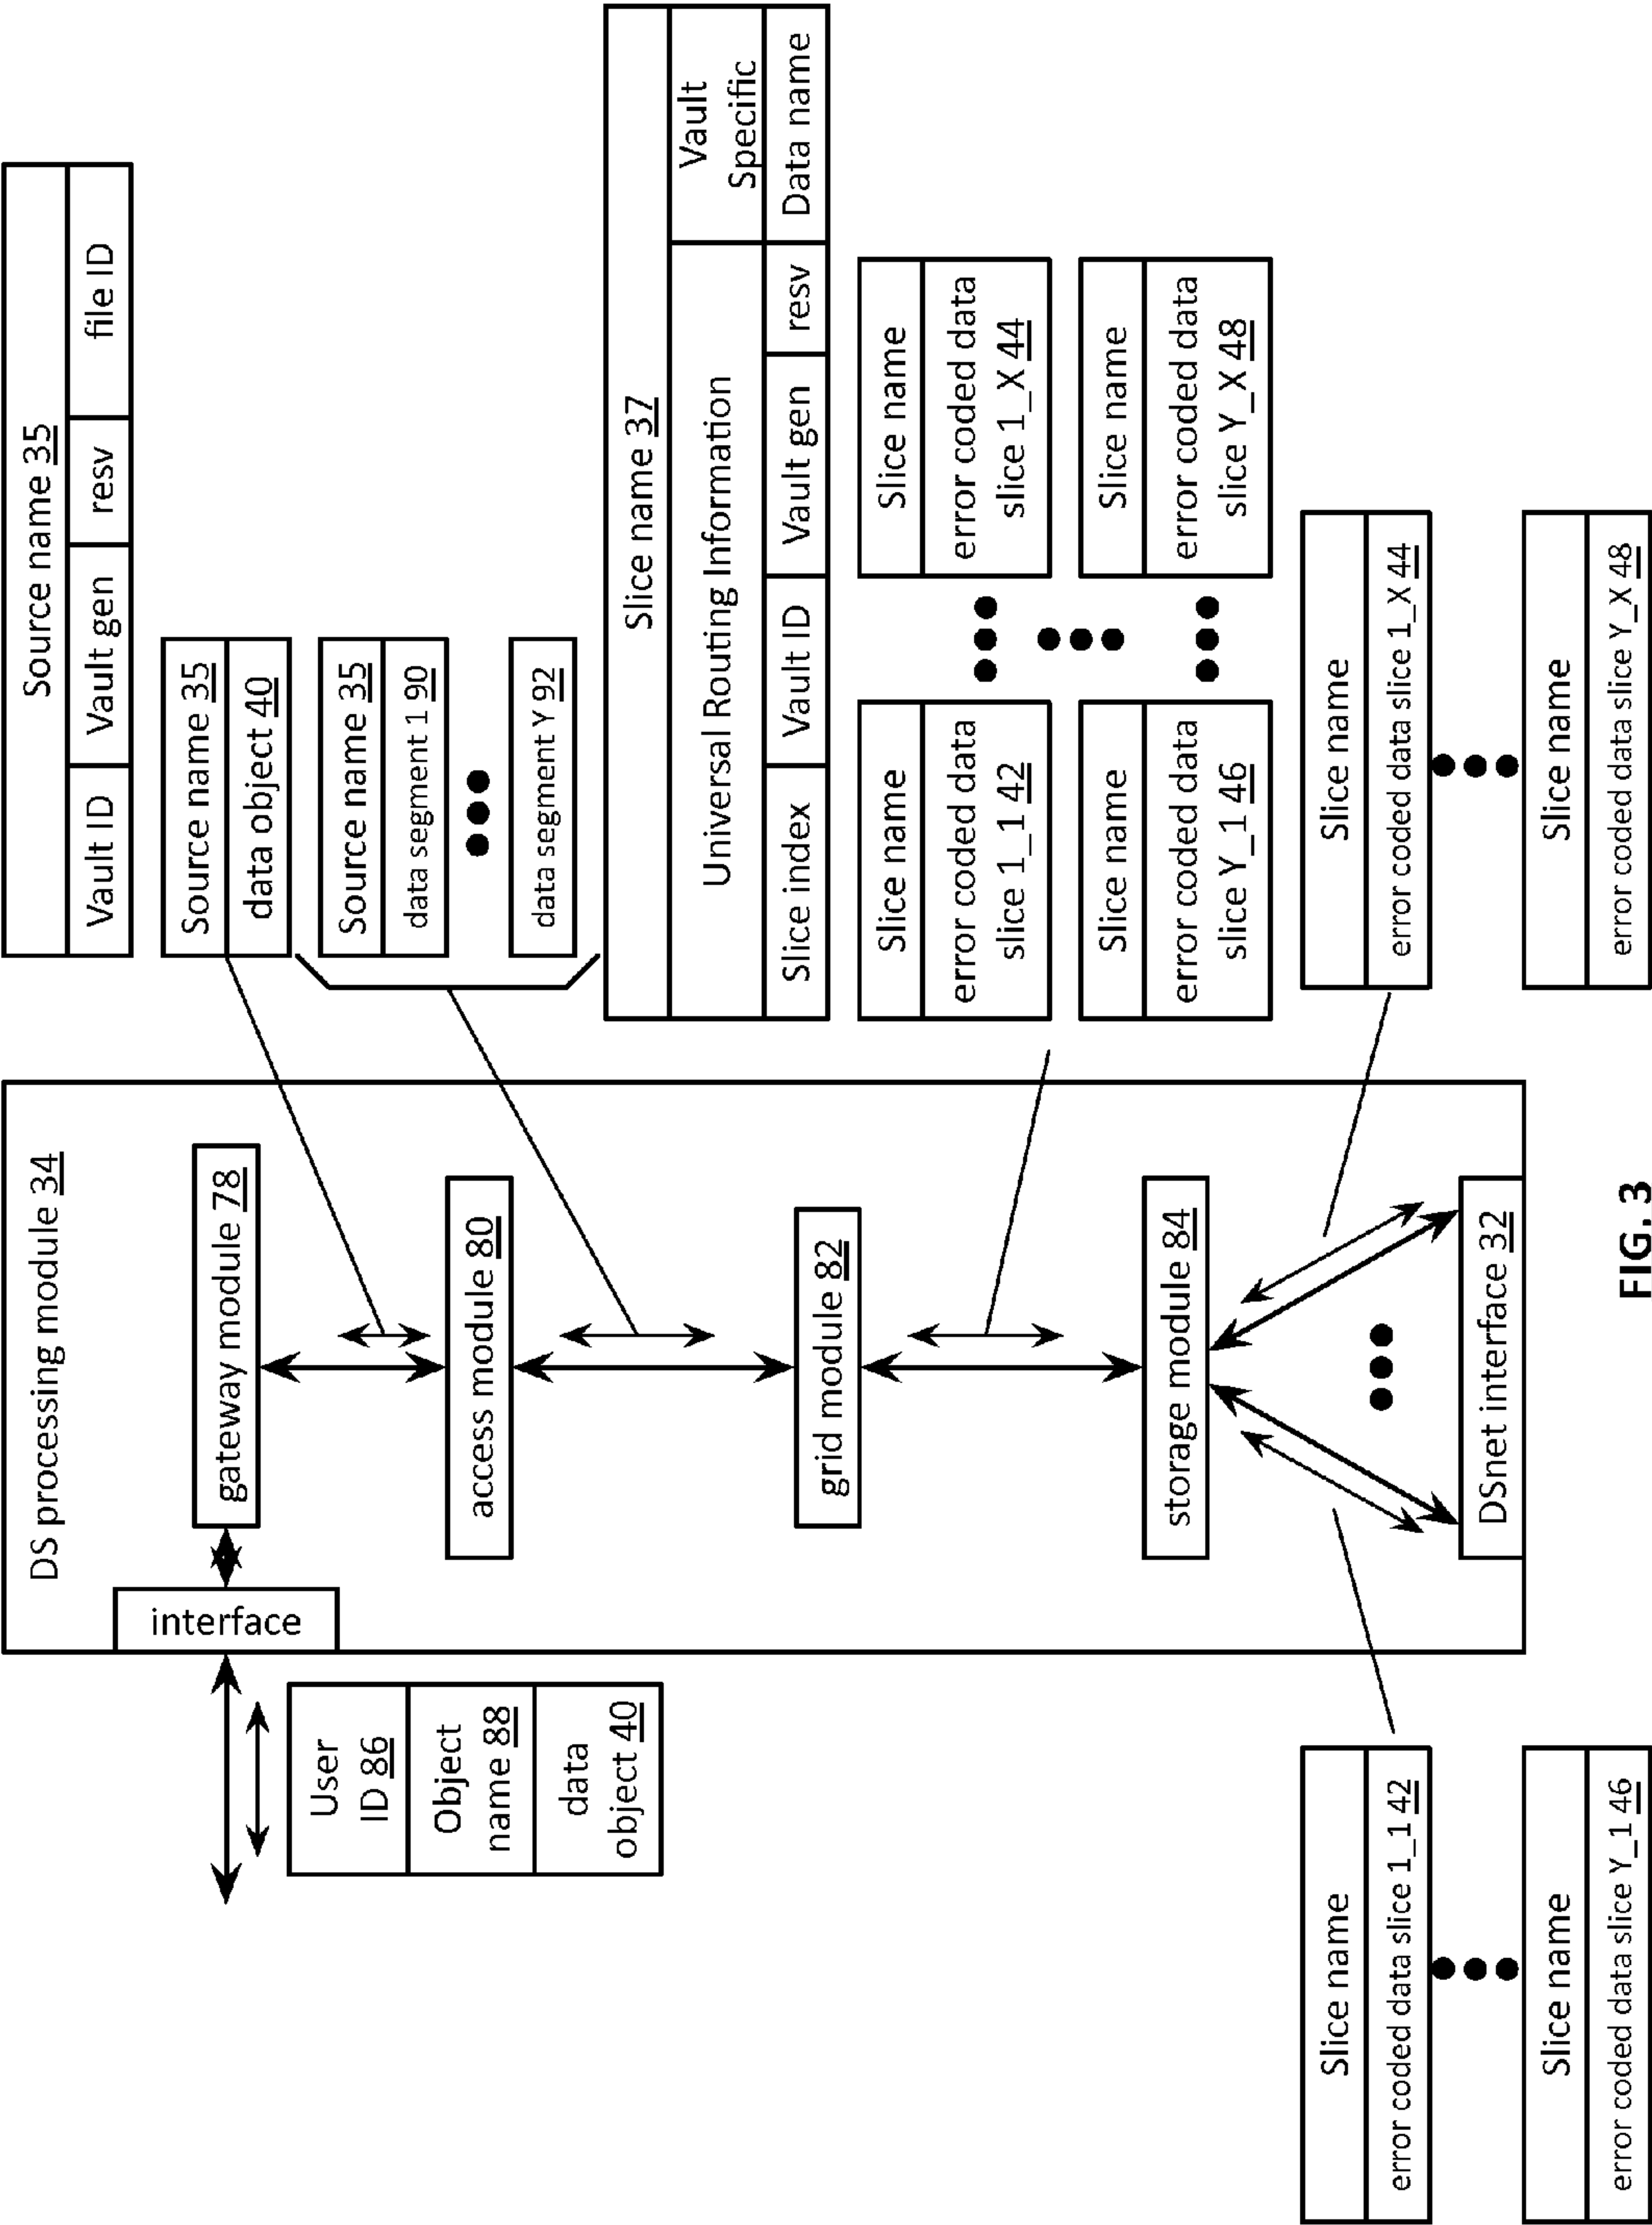 DS processing module 34
interface
gateway module 78
access module 80
grid module 82
storage module 84
DSnet interface 32
User
ID 86
Object
name 88
data
object 40
Source name 35
Vault ID
Vault gen
resv
file ID
Source name 35
data object 40
Source name 35
data segment 1 90
data segment Y 92
Slice name 37
Universal Routing Information
Vault
Specific
Slice index
Vault ID
Vault gen
resv
Data name
Slice name
error coded data
slice 1_1 42
Slice name
error coded data
slice 1_X 44
Slice name
error coded data
slice Y_1 46
Slice name
error coded data
slice Y_X 48
Slice name
error coded data slice 1_1 42
Slice name
error coded data slice Y_1 46
Slice name
error coded data slice 1_X 44
Slice name
error coded data slice Y_X 48
FIG. 3